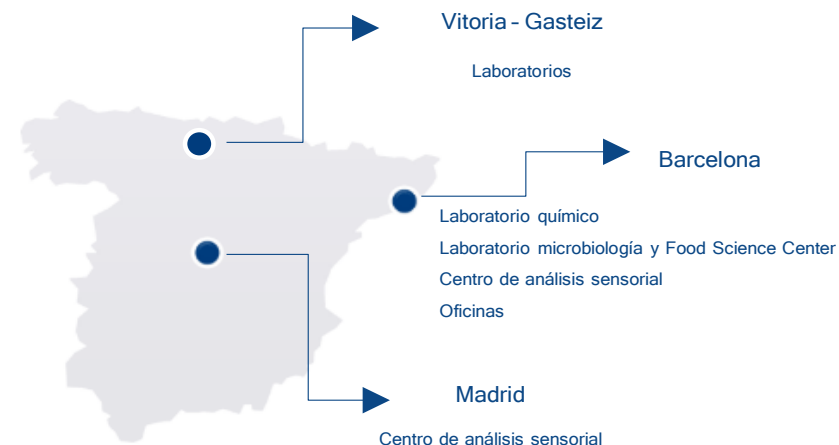 Vitoria - Gasteiz
Laboratorios
Barcelona
Laboratorio químico
Laboratorio microbiología y Food Science Center
Centro de análisis sensorial
Oficinas
Madrid
Centro de análisis sensorial